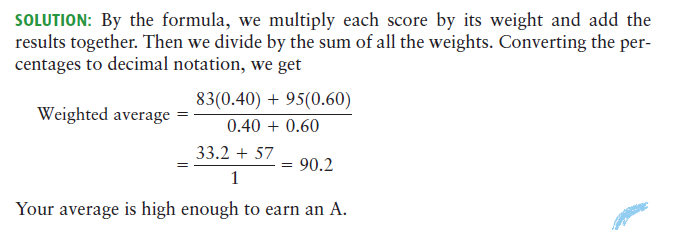 SOLUTION: By the formula, we multiply each score by its weight and add the
results together. Then we divide by the sum of all the weights. Converting the per-
centages to decimal notation, we get
Weighted average = \frac{83(0.40) + 95(0.60)}{0.40 + 0.60}
= \frac{33.2 + 57}{1} = 90.2
Your average is high enough to earn an A.